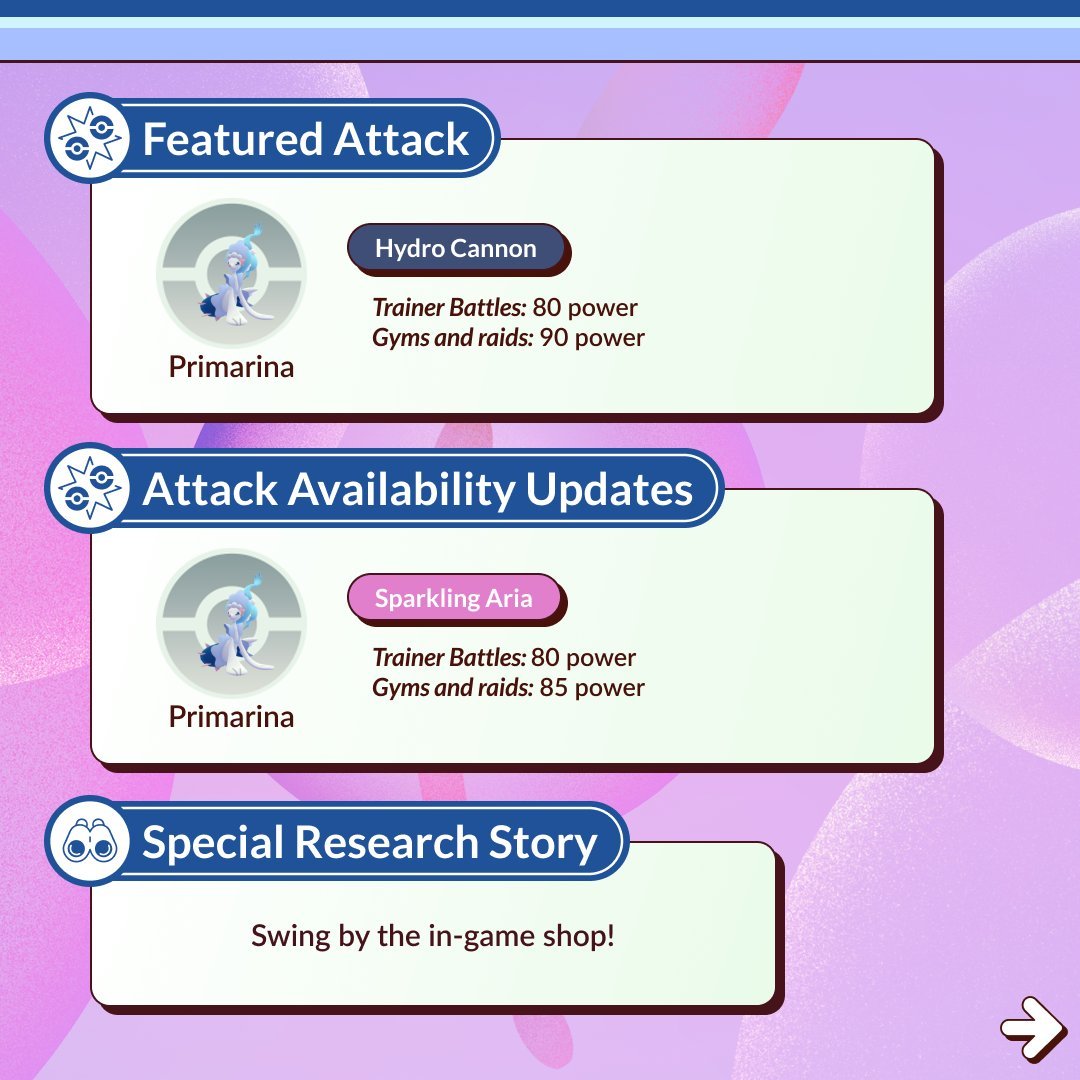 Featured Attack
Hydro Cannon
Trainer Battles: 80 power
Gyms and raids: 90 power
Primarina
Attack Availability Updates
Sparkling Aria
Trainer Battles: 80 power
Gyms and raids: 85 power
Primarina
Special Research Story
Swing by the in-game shop!